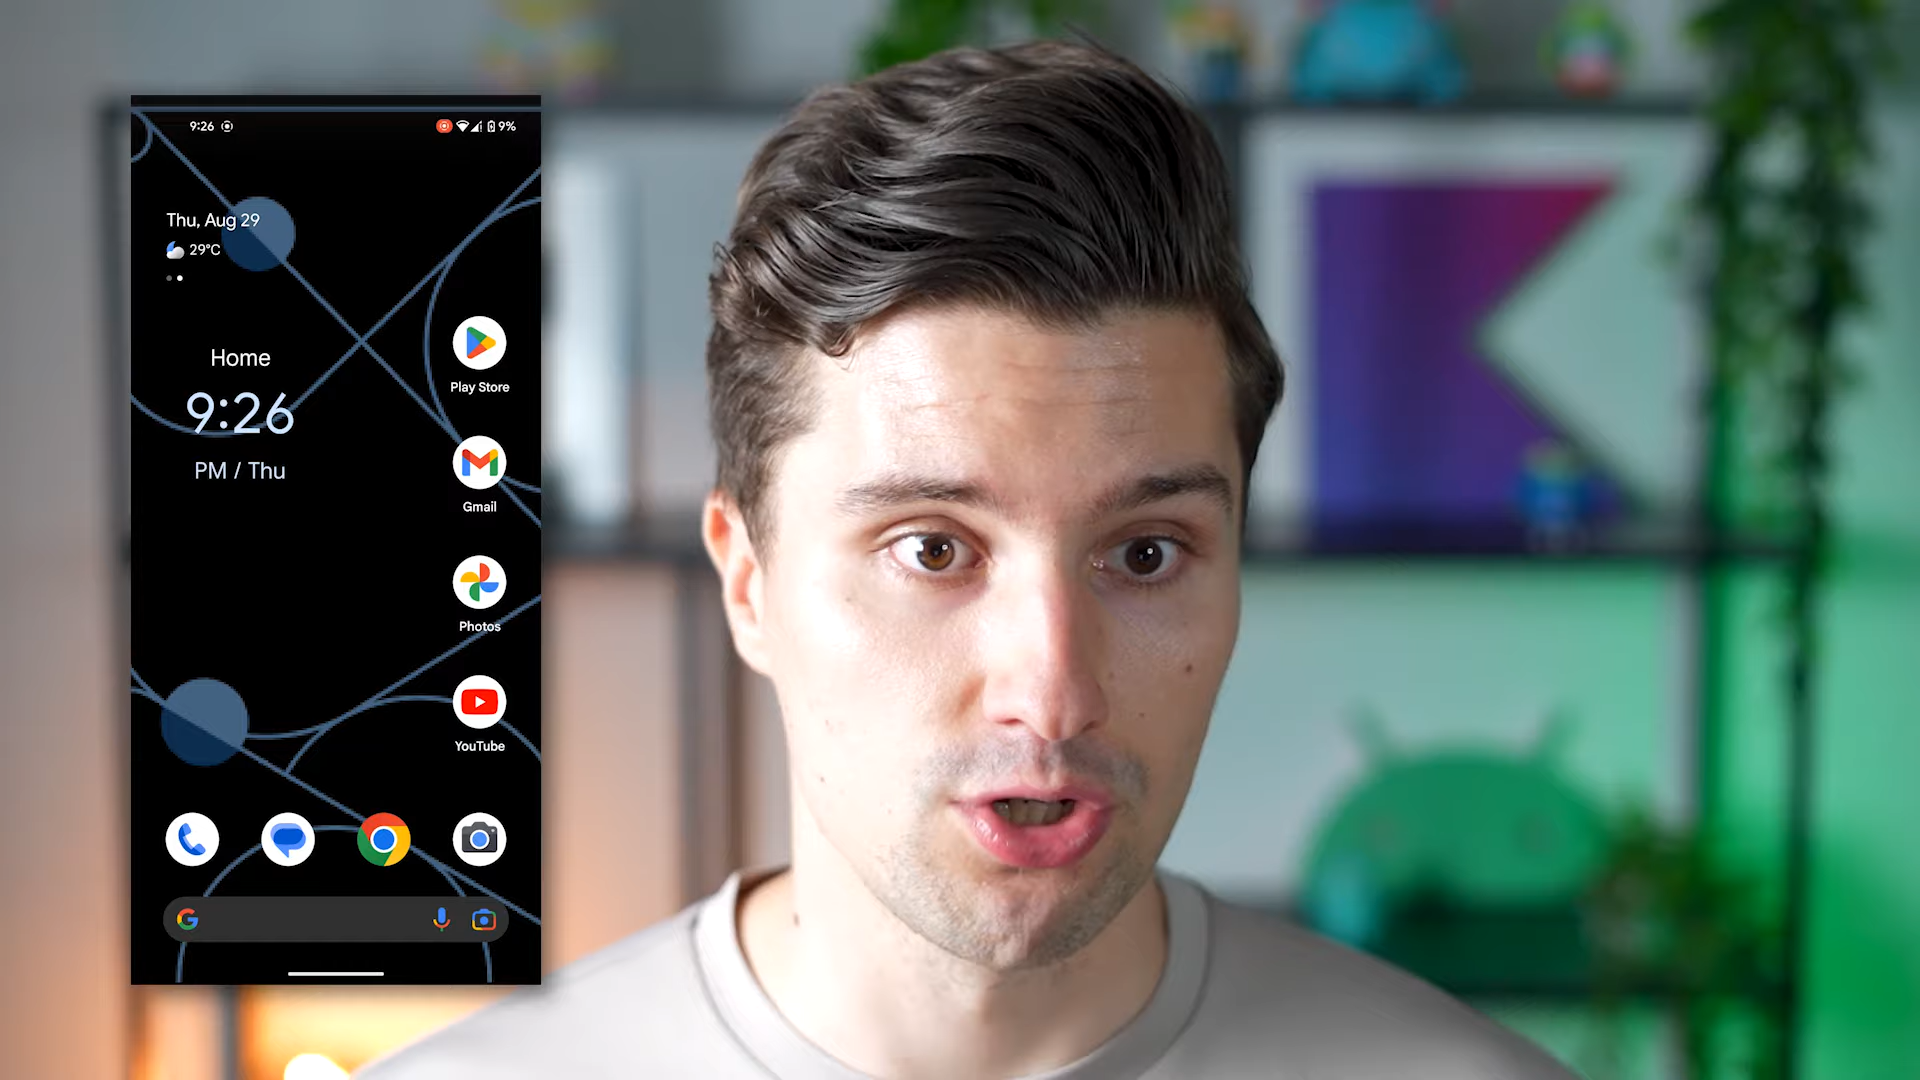 9:26
9%
Thu, Aug 29
29°C
Home
9:26
PM / Thu
Play Store
Gmail
Photos
YouTube